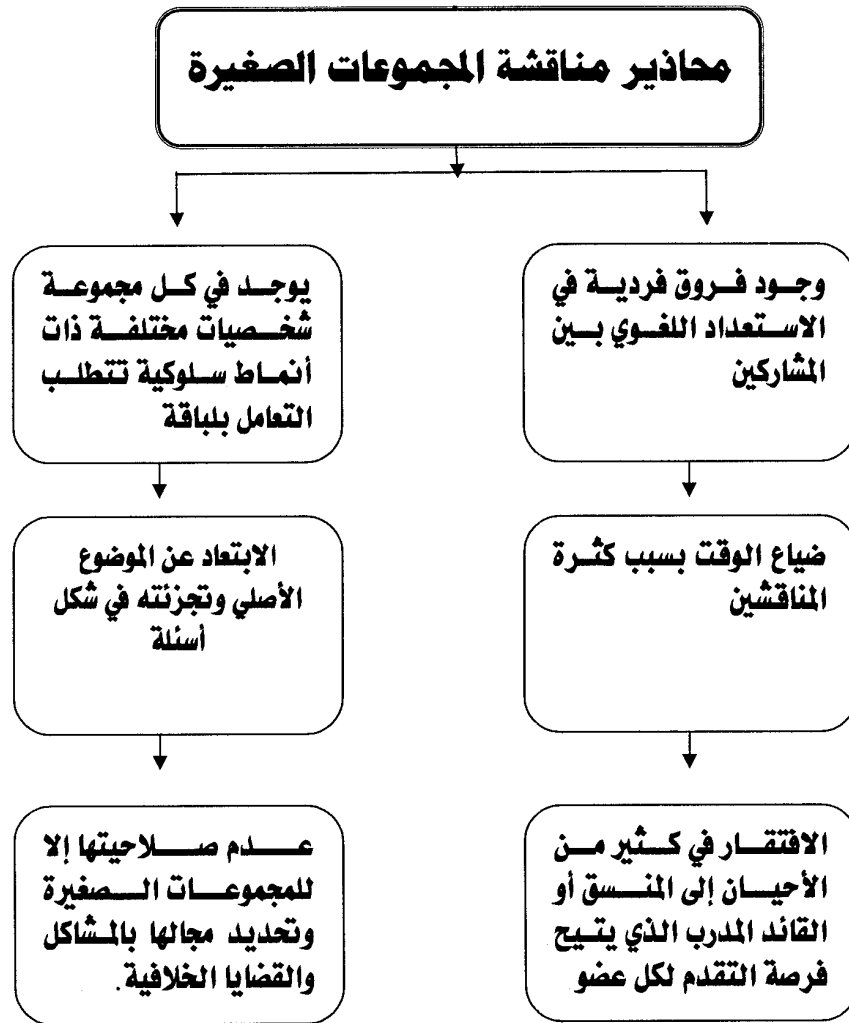 محاذير مناقشة المجموعات الصغيرة
وجود فروق فردية في
الاستعداد اللغوي بين
المشاركين
يوجد في كل مجموعة
شخصيات مختلفة ذات
أنماط سلوكية تتطلب
التعامل بلباقة
ضياع الوقت بسبب كثرة
المناقشين
الابتعاد عن الموضوع
الأصلي وتجزئته في شكل
أسئلة
الافتقار في كثير من
الأحيان إلى المنسق أو
القائد المدرب الذي يتيح
فرصة التقدم لكل عضو
عدم صلاحيتها إلا
للمجموعات الصغيرة
وتحديد مجالها بالمشاكل
والقضايا الخلافية.